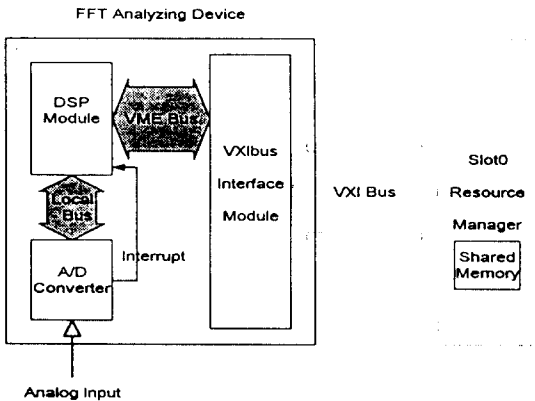 FFT Analyzing Device
DSP
Module
VME Bus
VXIbus
Interface
Module
Local
Bus
Interrupt
A/D
Converter
Analog Input
VXI Bus
Slot0
Resource
Manager
Shared
Memory